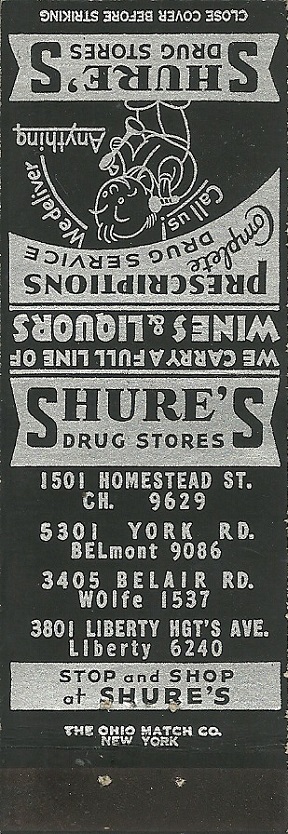 CLOSE COVER BEFORE STRIKING
SHURE'S
DRUG STORES
We deliver
Anything
Call us!
Complete
DRUG SERVICE
PRESCRIPTIONS
WINES & LIQUORS
WE CARRY A FULL LINE OF
SHURE'S
DRUG STORES
1501 HOMESTEAD ST.
CH. 9629
5301 YORK RD.
BELmont 9086
3405 BELAIR RD.
WOlfe 1537
3801 LIBERTY HGT'S AVE.
LIberty 6240
STOP and SHOP
at SHURE'S
THE OHIO MATCH CO.
NEW YORK